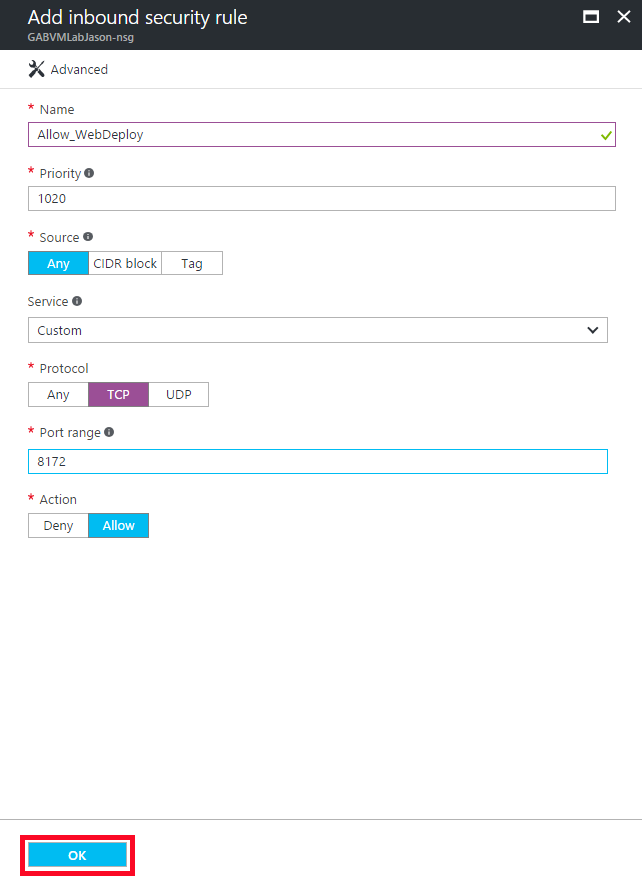 Add inbound security rule
GABVMLabJason-nsg
Advanced
* Name
Allow_WebDeploy
* Priority
1020
* Source
Any CIDR block Tag
Service
Custom
* Protocol
Any TCP UDP
* Port range
8172
* Action
Deny Allow
OK